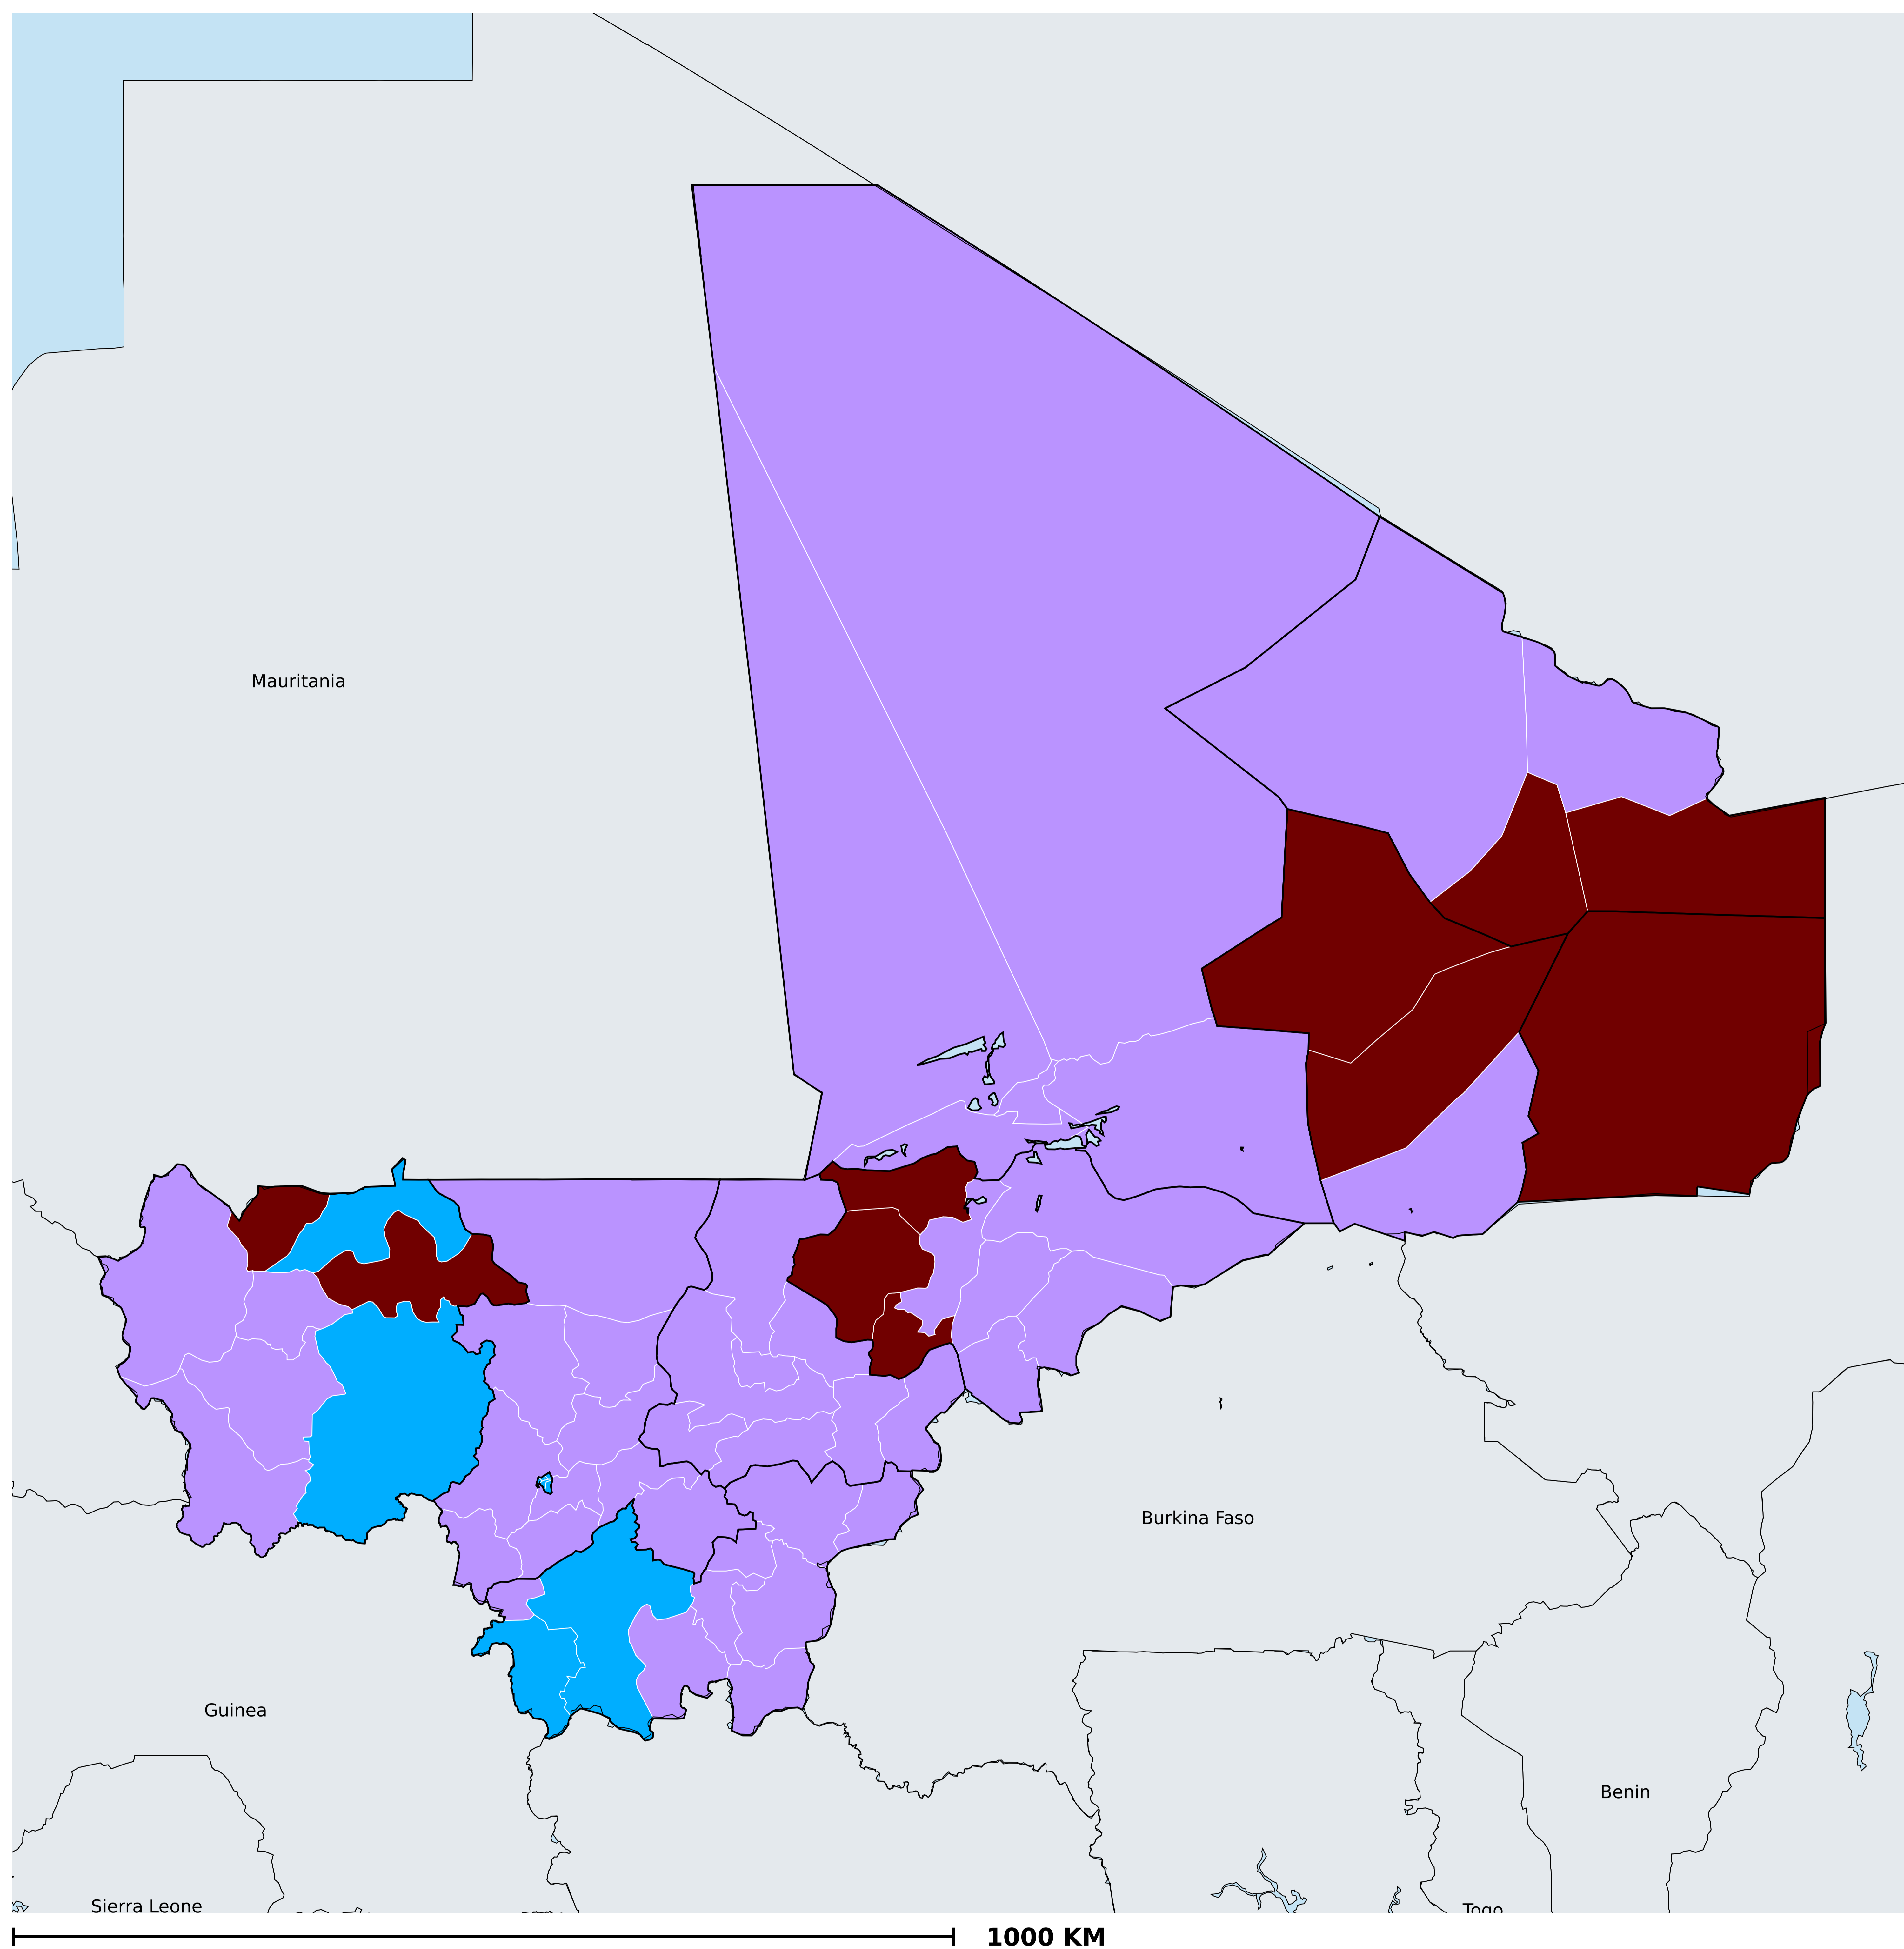 Mauritania
Burkina Faso
Guinea
Benin
Sierra Leone
Togo
1000 KM